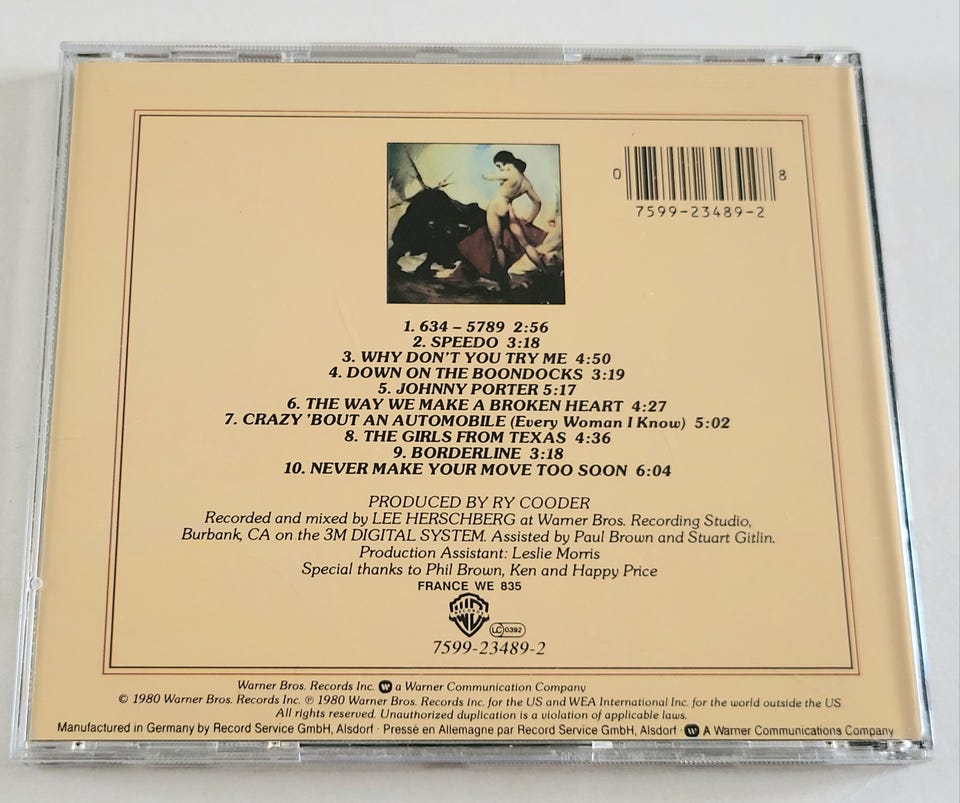 0 8
7599-23489-2
1. 634 – 5789 2:56
2. SPEEDO 3:18
3. WHY DON'T YOU TRY ME 4:50
4. DOWN ON THE BOONDOCKS 3:19
5. JOHNNY PORTER 5:17
6. THE WAY WE MAKE A BROKEN HEART 4:27
7. CRAZY 'BOUT AN AUTOMOBILE (Every Woman I Know) 5:02
8. THE GIRLS FROM TEXAS 4:36
9. BORDERLINE 3:18
10. NEVER MAKE YOUR MOVE TOO SOON 6:04
PRODUCED BY RY COODER
Recorded and mixed by LEE HERSCHBERG at Warner Bros. Recording Studio,
Burbank, CA on the 3M DIGITAL SYSTEM. Assisted by Paul Brown and Stuart Gitlin.
Production Assistant: Leslie Morris
Special thanks to Phil Brown, Ken and Happy Price
FRANCE WE 835
WB RECORDS
LC 0392
7599-23489-2
Warner Bros. Records Inc. W a Warner Communication Company
© 1980 Warner Bros. Records Inc. ℗ 1980 Warner Bros. Records Inc. for the US and WEA International Inc. for the world outside the US
All rights reserved. Unauthorized duplication is a violation of applicable laws.
Manufactured in Germany by Record Service GmbH, Alsdorf · Pressé en Allemagne par Record Service GmbH, Alsdorf · W A Warner Communications Company